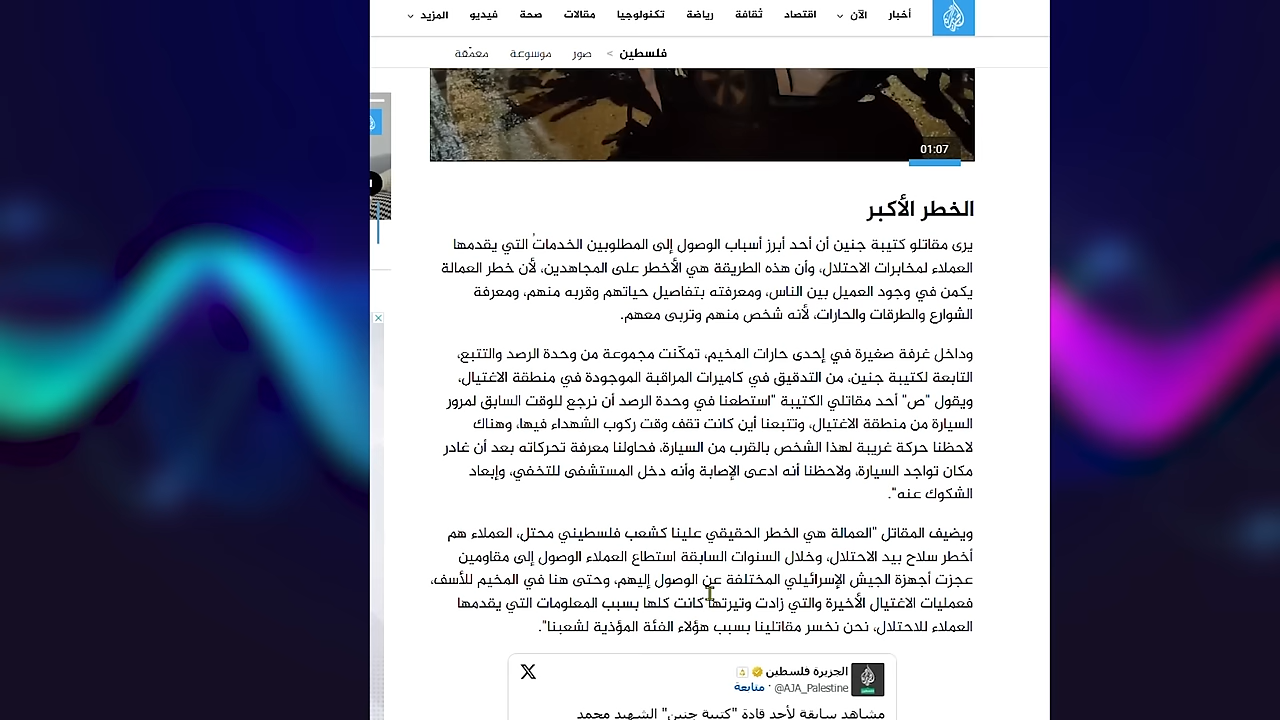 أخبار الآن اقتصاد ثقافة رياضة تكنولوجيا مقالات صحة فيديو المزيد
فلسطين > صور موسوعة معمّقة
01:07
الخطر الأكبر
يرى مقاتلو كتيبة جنين أن أحد أبرز أسباب الوصول إلى المطلوبين الخدماتُ التي يقدمها
العملاء لمخابرات الاحتلال، وأن هذه الطريقة هي الأخطر على المجاهدين، لأن خطر العمالة
يكمن في وجود العميل بين الناس، ومعرفته بتفاصيل حياتهم وقربه منهم، ومعرفة
الشوارع والطرقات والحارات، لأنه شخص منهم وتربى معهم.
وداخل غرفة صغيرة في إحدى حارات المخيم، تمكّنت مجموعة من وحدة الرصد والتتبع،
التابعة لكتيبة جنين، من التدقيق في كاميرات المراقبة الموجودة في منطقة الاغتيال،
ويقول "ص" أحد مقاتلي الكتيبة "استطعنا في وحدة الرصد أن نرجع للوقت السابق لمرور
السيارة من منطقة الاغتيال، وتتبعنا أين كانت تقف وقت ركوب الشهداء فيها، وهناك
لاحظنا حركة غريبة لهذا الشخص بالقرب من السيارة، فحاولنا معرفة تحركاته بعد أن غادر
مكان تواجد السيارة، ولاحظنا أنه ادعى الإصابة وأنه دخل المستشفى للتخفي، وإبعاد
الشكوك عنه".
ويضيف المقاتل "العمالة هي الخطر الحقيقي علينا كشعب فلسطيني محتل، العملاء هم
أخطر سلاح بيد الاحتلال، وخلال السنوات السابقة استطاع العملاء الوصول إلى مقاومين
عجزت أجهزة الجيش الإسرائيلي المختلفة عن الوصول إليهم، وحتى هنا في المخيم للأسف،
فعمليات الاغتيال الأخيرة والتي زادت وتيرتها كانت كلها بسبب المعلومات التي يقدمها
العملاء للاحتلال، نحن نخسر مقاتلينا بسبب هؤلاء الفئة المؤذية لشعبنا".
الجزيرة فلسطين
@AJA_Palestine · متابعة
مشاهد سابقة لأحد قادة "كتيبة جنين" الشهيد محمد